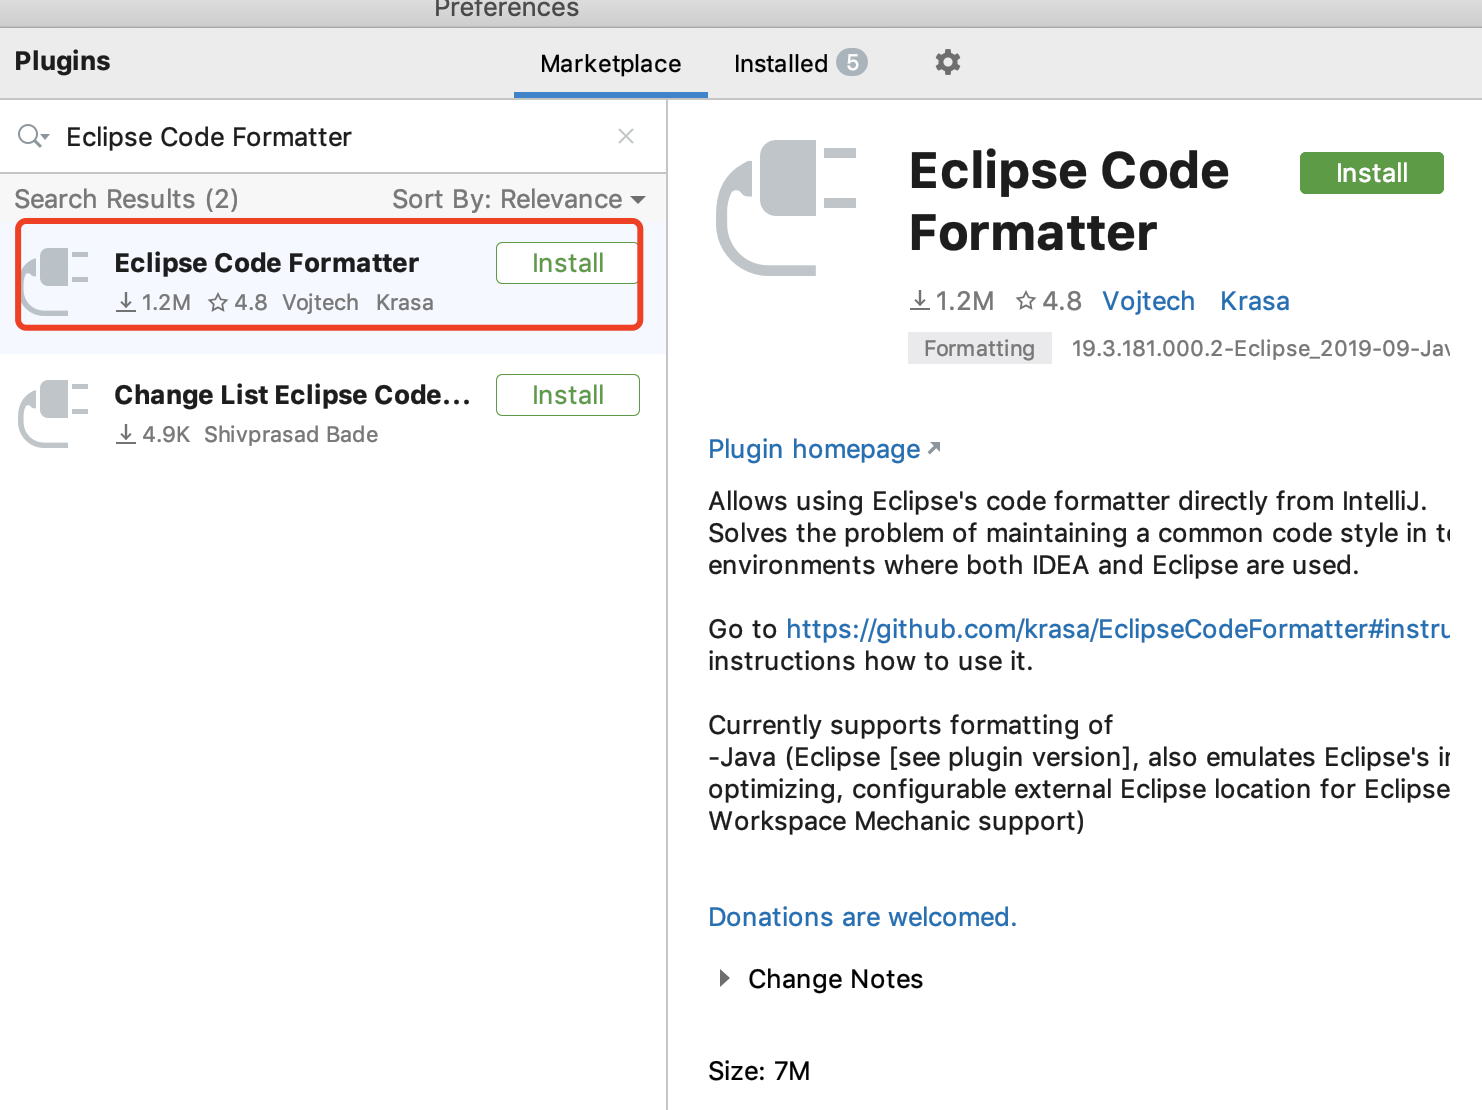 Preferences
Plugins
Marketplace
Installed 5
Eclipse Code Formatter
Search Results (2)
Sort By: Relevance
Eclipse Code Formatter
Install
1.2M 4.8 Vojtech Krasa
Change List Eclipse Code...
Install
4.9K Shivprasad Bade
Eclipse Code
Formatter
Install
1.2M 4.8 Vojtech Krasa
Formatting 19.3.181.000.2-Eclipse_2019-09-Jav
Plugin homepage
Allows using Eclipse's code formatter directly from IntelliJ.
Solves the problem of maintaining a common code style in
environments where both IDEA and Eclipse are used.
Go to https://github.com/krasa/EclipseCodeFormatter#instru
instructions how to use it.
Currently supports formatting of
-Java (Eclipse [see plugin version], also emulates Eclipse's
optimizing, configurable external Eclipse location for Eclipse
Workspace Mechanic support)
Donations are welcomed.
Change Notes
Size: 7M